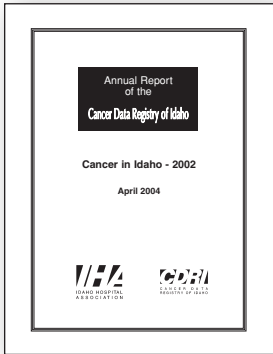 Annual Report
of the
Cancer Data Registry of Idaho
Cancer in Idaho - 2002
April 2004
IHA
IDAHO HOSPITAL
ASSOCIATION
CDRI
CANCER DATA
REGISTRY OF IDAHO